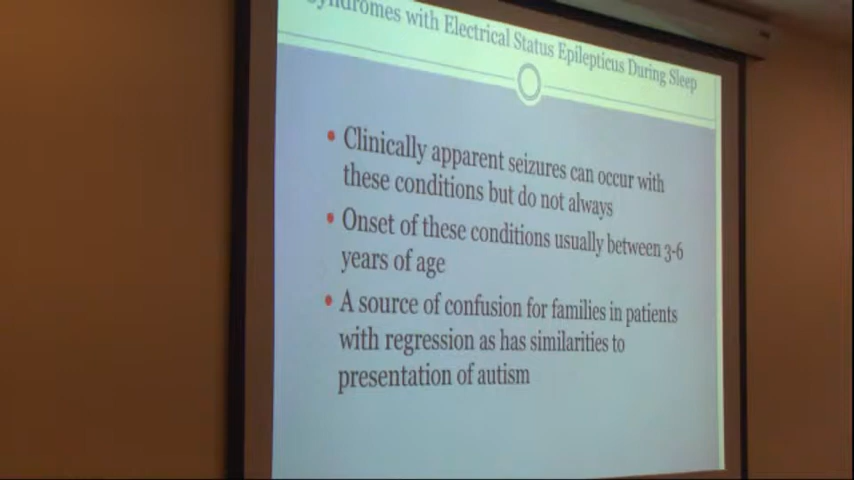 Syndromes with Electrical Status Epilepticus During Sleep
• Clinically apparent seizures can occur with
these conditions but do not always
• Onset of these conditions usually between 3-6
years of age
• A source of confusion for families in patients
with regression as has similarities to
presentation of autism